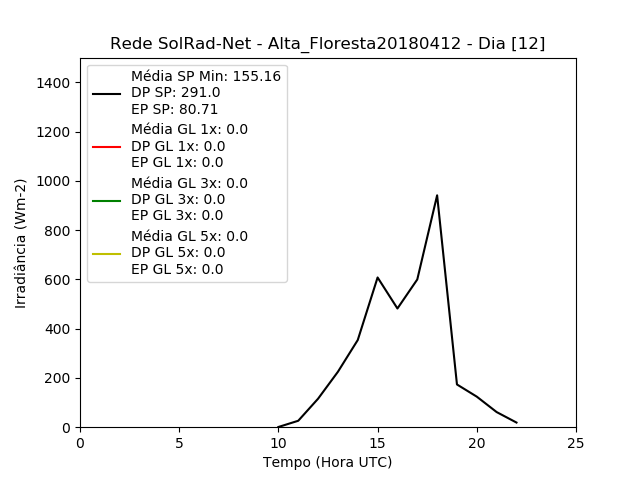 Rede SolRad-Net - Alta_Floresta20180412 - Dia [12]
Média SP Min: 155.16
DP SP: 291.0
EP SP: 80.71
Média GL 1x: 0.0
DP GL 1x: 0.0
EP GL 1x: 0.0
Média GL 3x: 0.0
DP GL 3x: 0.0
EP GL 3x: 0.0
Média GL 5x: 0.0
DP GL 5x: 0.0
EP GL 5x: 0.0
Irradiância (Wm-2)
1400
1200
1000
800
600
400
200
0
0 5 10 15 20 25
Tempo (Hora UTC)